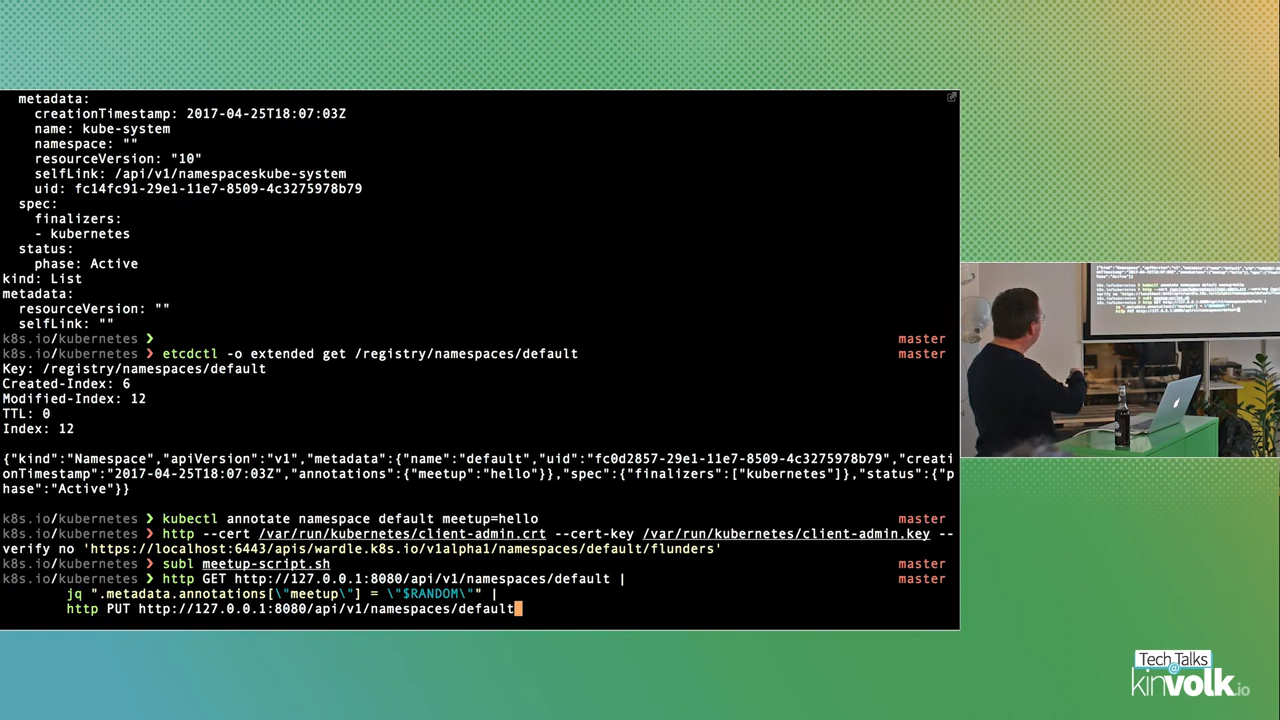 metadata:
creationTimestamp: 2017-04-25T18:07:03Z
name: kube-system
namespace: ""
resourceVersion: "10"
selfLink: /api/v1/namespaceskube-system
uid: fc14fc91-29e1-11e7-8509-4c3275978b79
spec:
finalizers:
- kubernetes
status:
phase: Active
kind: List
metadata:
resourceVersion: ""
selfLink: ""
k8s.io/kubernetes ❯ master
k8s.io/kubernetes ❯ etcdctl -o extended get /registry/namespaces/default master
Key: /registry/namespaces/default
Created-Index: 6
Modified-Index: 12
TTL: 0
Index: 12
{"kind":"Namespace","apiVersion":"v1","metadata":{"name":"default","uid":"fc0d2857-29e1-11e7-8509-4c3275978b79","creati
onTimestamp":"2017-04-25T18:07:03Z","annotations":{"meetup":"hello"}},"spec":{"finalizers":["kubernetes"]},"status":{"p
hase":"Active"}}
k8s.io/kubernetes ❯ kubectl annotate namespace default meetup=hello master
k8s.io/kubernetes ❯ http --cert /var/run/kubernetes/client-admin.crt --cert-key /var/run/kubernetes/client-admin.key --
verify no 'https://localhost:6443/apis/wardle.k8s.io/v1alpha1/namespaces/default/flunders'
k8s.io/kubernetes ❯ subl meetup-script.sh master
k8s.io/kubernetes ❯ http GET http://127.0.0.1:8080/api/v1/namespaces/default | master
jq ".metadata.annotations[\"meetup\"] = \"$RANDOM\"" |
http PUT http://127.0.0.1:8080/api/v1/namespaces/default
Tech Talks
@
kinvolk.io